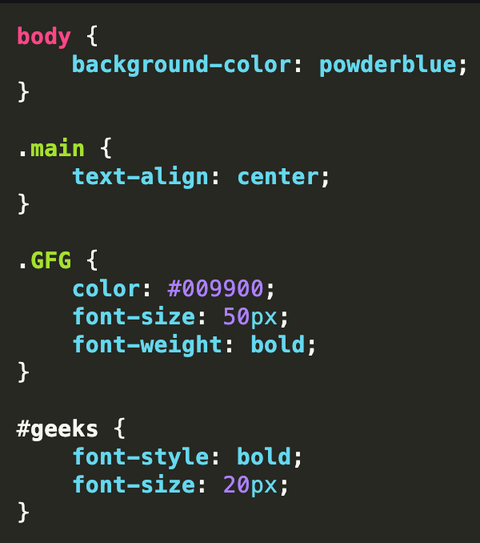 body {
    background-color: powderblue;
}

.main {
    text-align: center;
}

.GFG {
    color: #009900;
    font-size: 50px;
    font-weight: bold;
}

#geeks {
    font-style: bold;
    font-size: 20px;
}